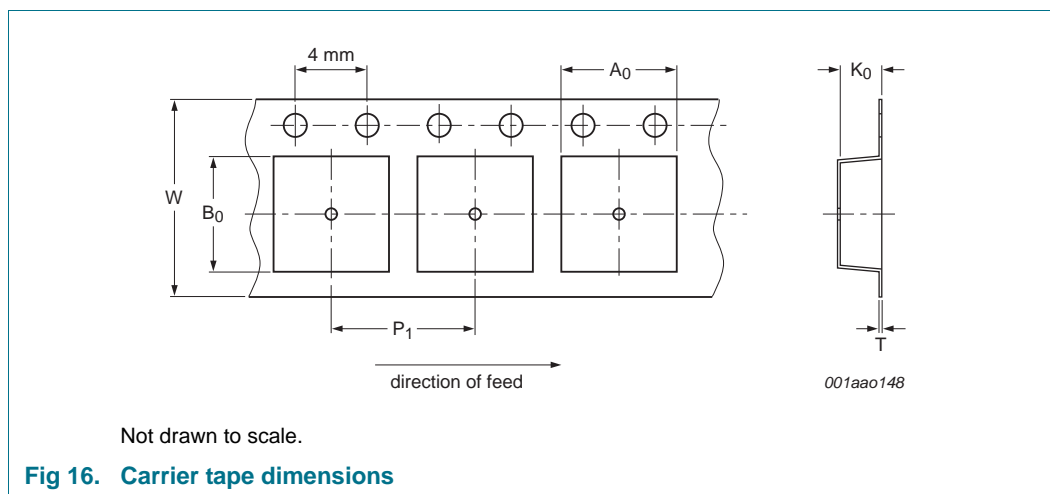 4 mm
A0
K0
W
B0
P1
T
direction of feed
001aao148
Not drawn to scale.
Fig 16. Carrier tape dimensions